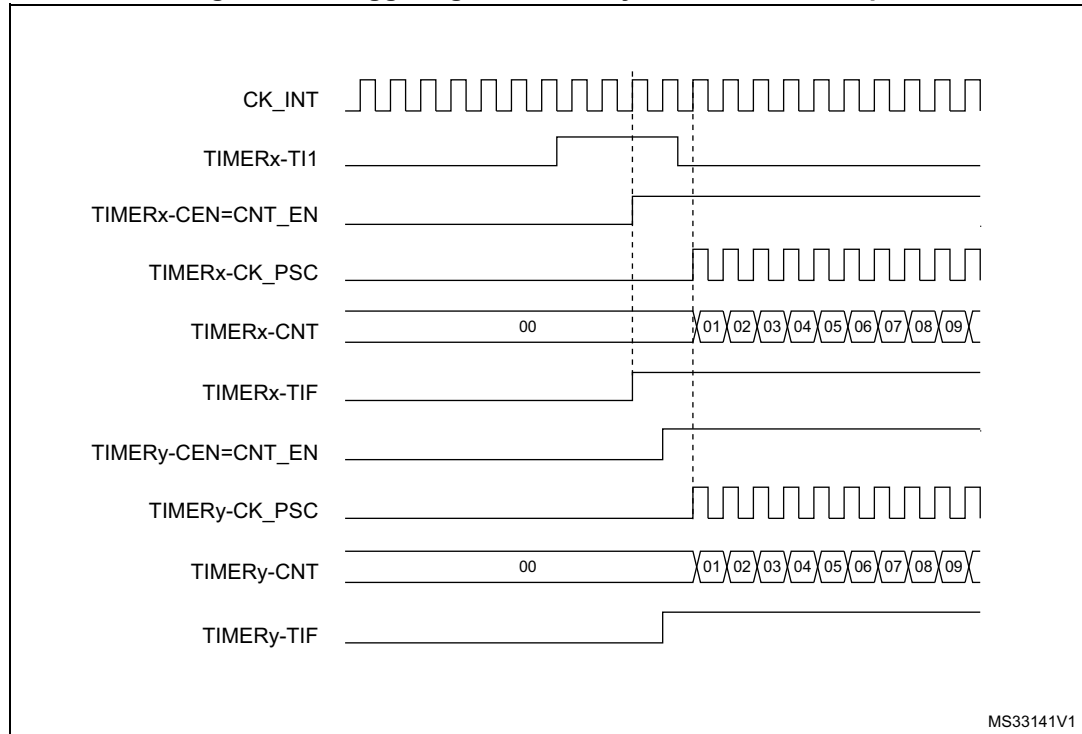 CK_INT
TIMERx-TI1
TIMERx-CEN=CNT_EN
TIMERx-CK_PSC
TIMERx-CNT 00 01 02 03 04 05 06 07 08 09
TIMERx-TIF
TIMERy-CEN=CNT_EN
TIMERy-CK_PSC
TIMERy-CNT 00 01 02 03 04 05 06 07 08 09
TIMERy-TIF
MS33141V1